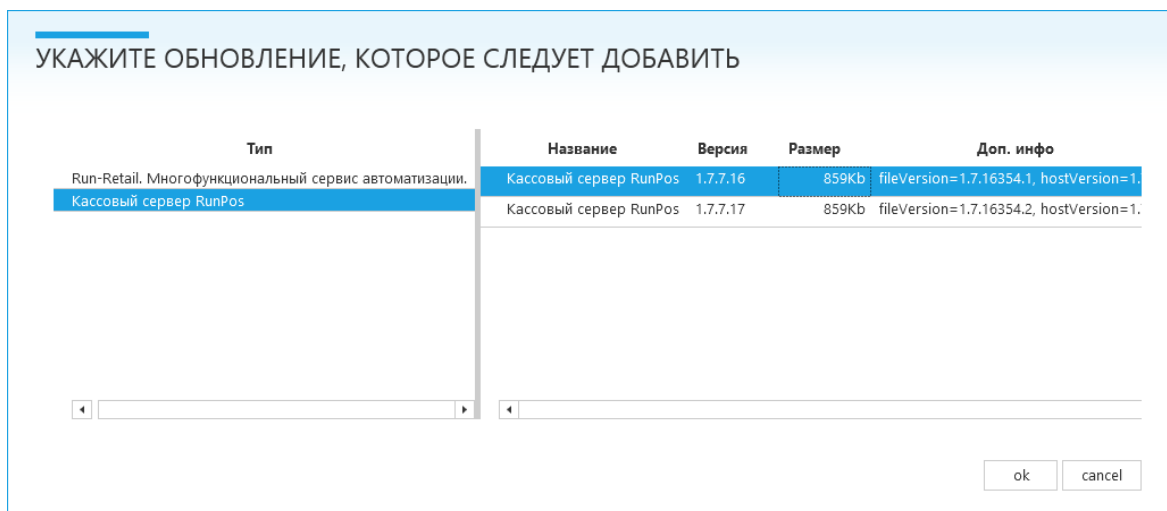 УКАЖИТЕ ОБНОВЛЕНИЕ, КОТОРОЕ СЛЕДУЕТ ДОБАВИТЬ
Тип
Run-Retail. Многофункциональный сервис автоматизации.
Кассовый сервер RunPos
Название Версия Размер Доп. инфо
Кассовый сервер RunPos 1.7.7.16 859Kb fileVersion=1.7.16354.1, hostVersion=1.
Кассовый сервер RunPos 1.7.7.17 859Kb fileVersion=1.7.16354.2, hostVersion=1.
ok cancel